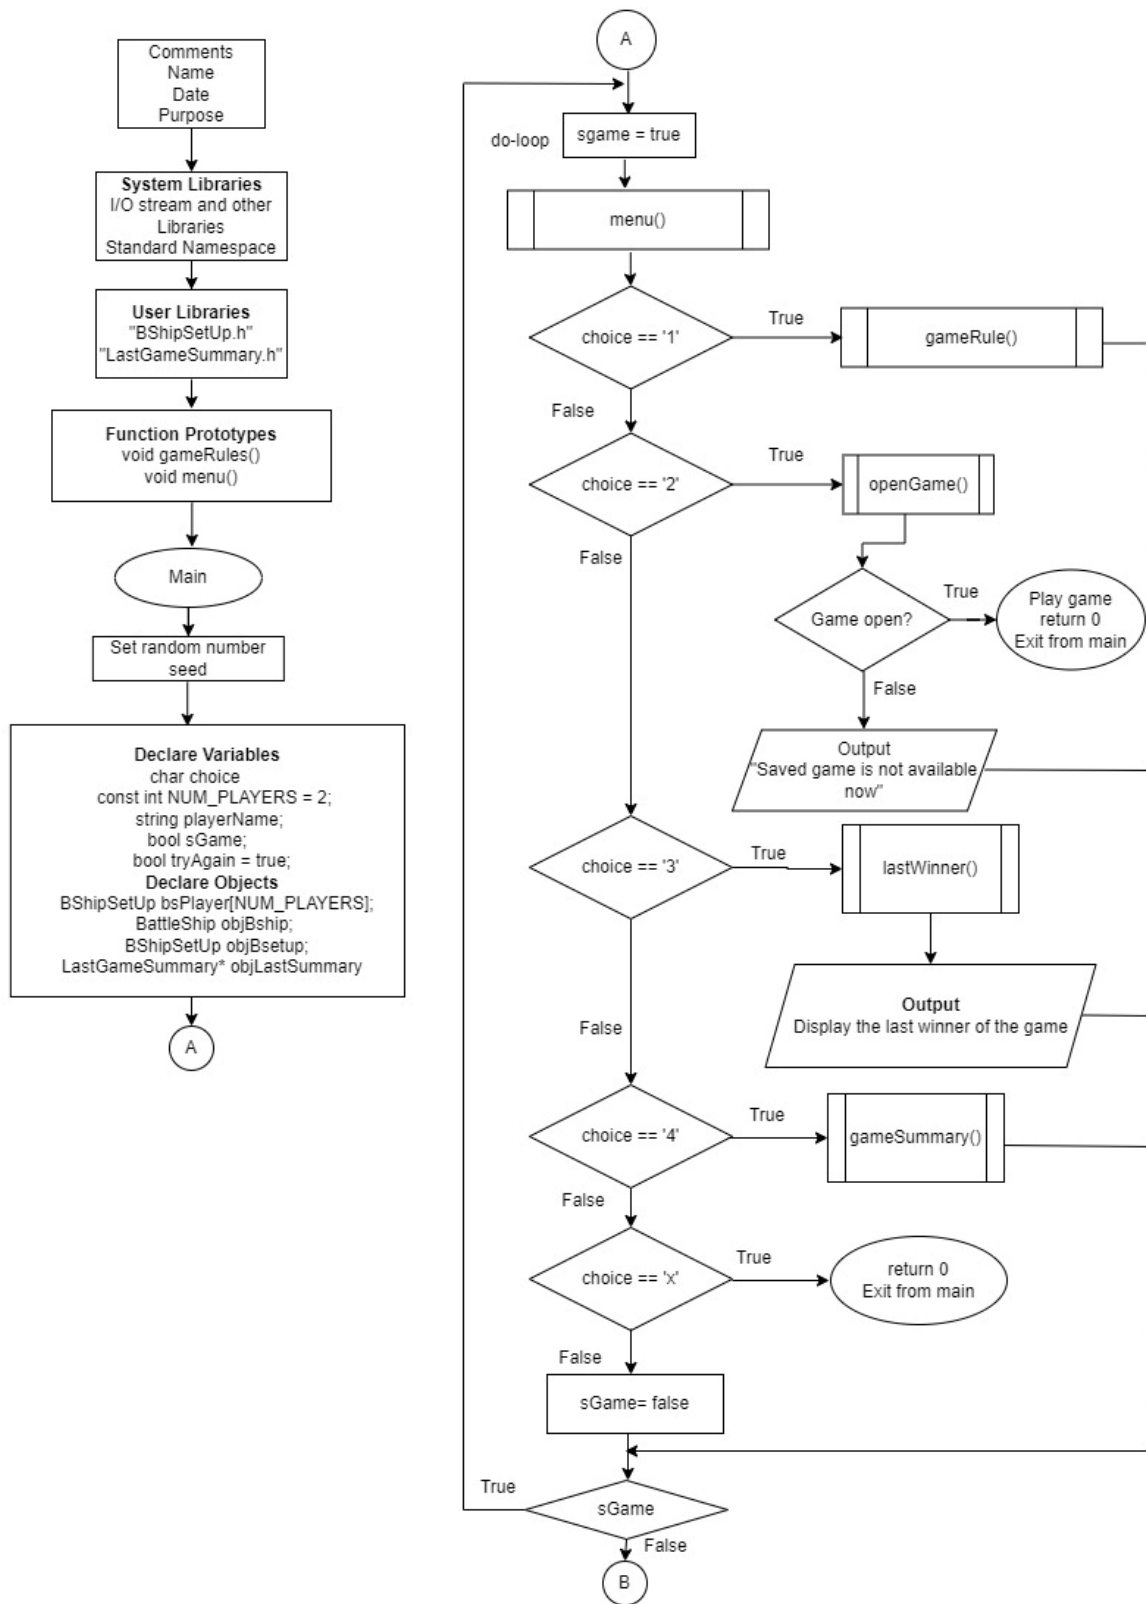 Comments
Name
Date
Purpose
System Libraries
I/O stream and other
Libraries
Standard Namespace
User Libraries
"BShipSetUp.h"
"LastGameSummary.h"
Function Prototypes
void gameRules()
void menu()
Main
Set random number
seed
Declare Variables
char choice
const int NUM_PLAYERS = 2;
string playerName;
bool sGame;
bool tryAgain = true;
Declare Objects
BShipSetUp bsPlayer[NUM_PLAYERS];
BattleShip objBship;
BShipSetUp objBsetup;
LastGameSummary* objLastSummary
A
A
do-loop
sgame = true
menu()
choice == '1'
True
gameRule()
False
choice == '2'
True
openGame()
False
Game open?
True
Play game
return 0
Exit from main
False
Output
"Saved game is not available
now"
choice == '3'
True
lastWinner()
Output
Display the last winner of the game
False
choice == '4'
True
gameSummary()
False
choice == 'x'
True
return 0
Exit from main
False
sGame= false
True
sGame
False
B